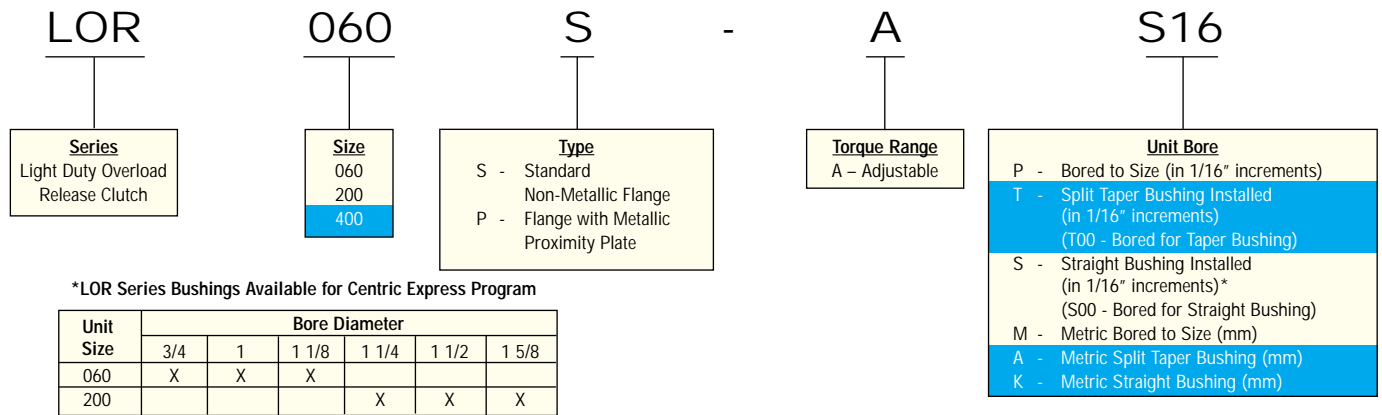 LOR 060 S - A S16
Series
Light Duty Overload
Release Clutch
Size
060
200
400
Type
S - Standard
Non-Metallic Flange
P - Flange with Metallic
Proximity Plate
Torque Range
A – Adjustable
Unit Bore
P - Bored to Size (in 1/16" increments)
T - Split Taper Bushing Installed
(in 1/16" increments)
(T00 - Bored for Taper Bushing)
S - Straight Bushing Installed
(in 1/16" increments)*
(S00 - Bored for Straight Bushing)
M - Metric Bored to Size (mm)
A - Metric Split Taper Bushing (mm)
K - Metric Straight Bushing (mm)
*LOR Series Bushings Available for Centric Express Program
Unit Size Bore Diameter
3/4 1 1 1/8 1 1/4 1 1/2 1 5/8
060 X X X
200 X X X